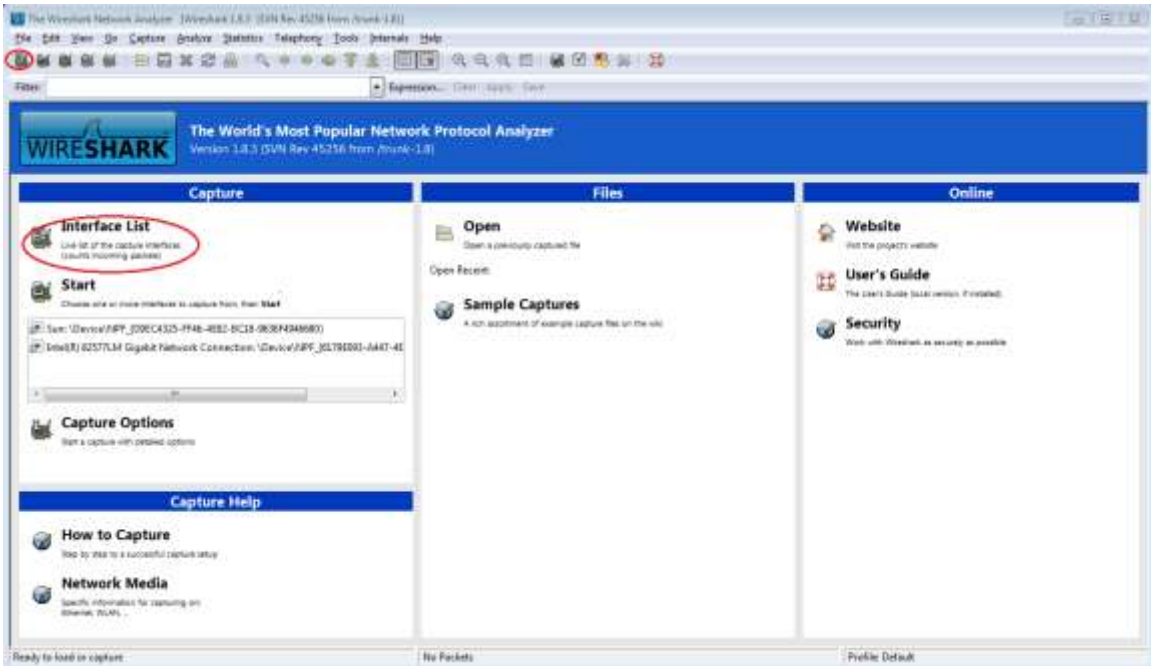 The Wireshark Network Analyzer [Wireshark 1.8.5 (SVN Rev 45256 from /trunk-1.8)]
File Edit View Go Capture Analyze Statistics Telephony Tools Internals Help
Filter: Expression... Clear Apply Save
WIRESHARK
The World's Most Popular Network Protocol Analyzer
Version 1.8.5 (SVN Rev 45256 from /trunk-1.8)
Capture
Interface List
Live list of the capture interfaces
(counts incoming packets)
Start
Choose one or more interfaces to capture from, then Start
Sun: \Device\NPF_
Intel(R) 82577LM Gigabit Network Connection: \Device\NPF_
Capture Options
Start a capture with detailed options
Capture Help
How to Capture
Step by step to a successful capture setup
Network Media
Specific information for capturing on:
Ethernet, WLAN, ...
Files
Open
Open a previously captured file
Open Recent:
Sample Captures
A rich assortment of example capture files on the wiki
Online
Website
Visit the project's website
User's Guide
The User's Guide (local version, if installed)
Security
Work with Wireshark as securely as possible
Ready to load or capture
No Packets
Profile: Default